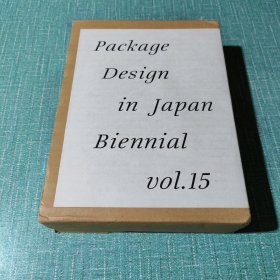 Package
Design
in Japan
Biennial
vol.15